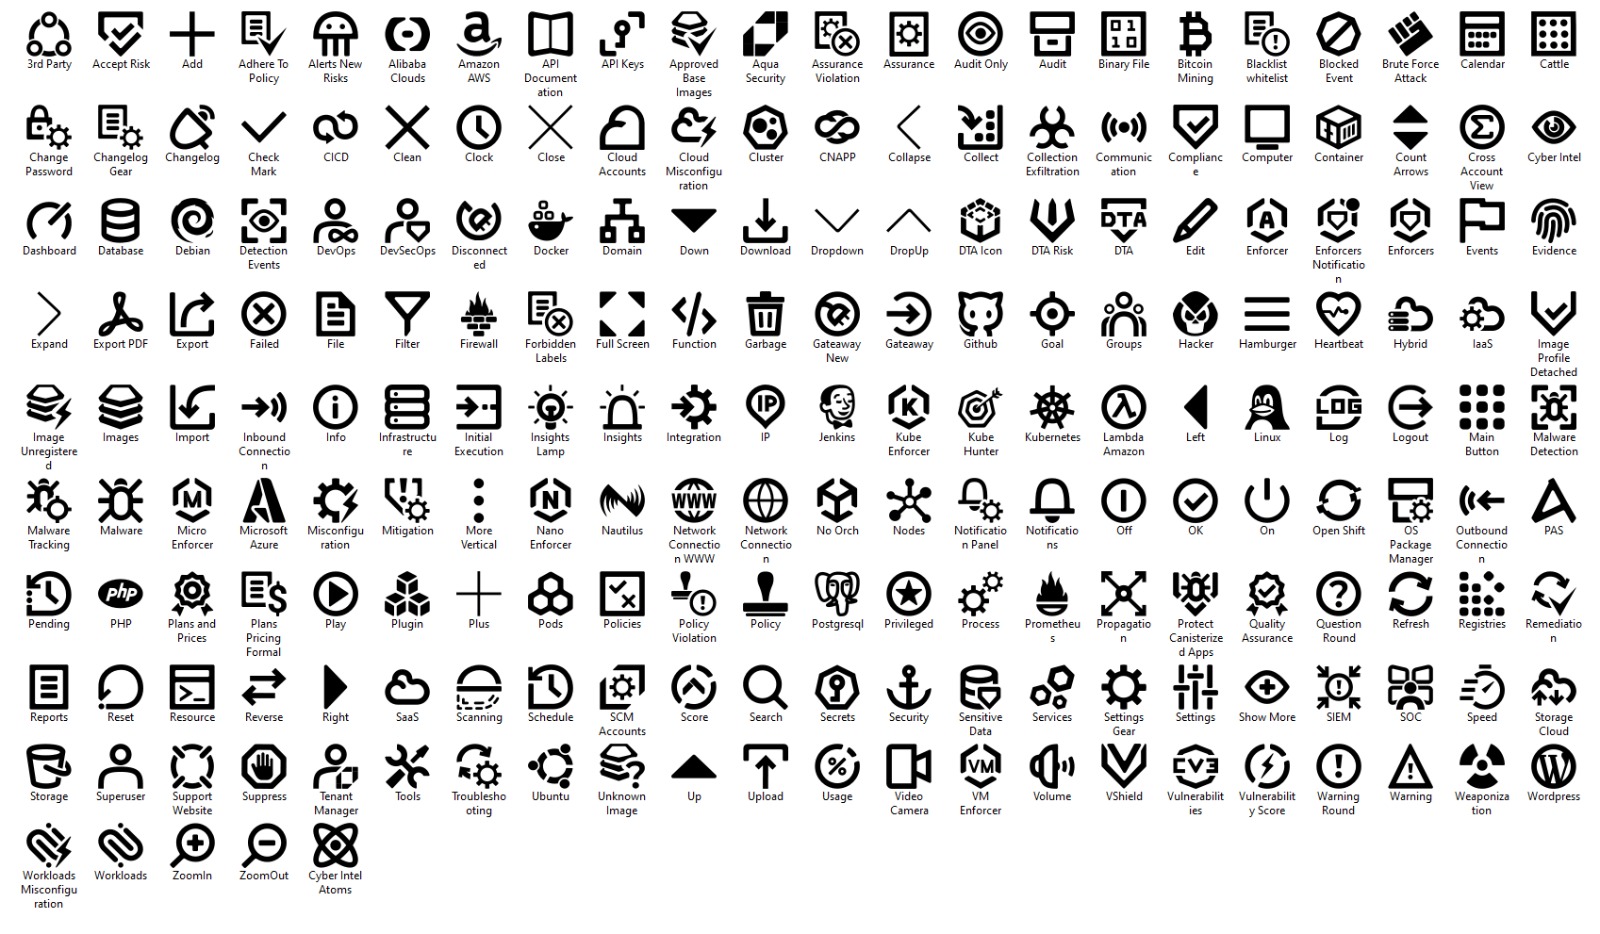 3rd Party Accept Risk Add Adhere To Alerts New Alibaba Amazon API API Keys Approved Aqua Assurance Assurance Audit Only Audit Binary File Bitcoin Blacklist Blocked Brute Force Calendar Cattle
Policy Risks Clouds AWS Document Base Security Violation Mining whitelist Event Attack
ation Images
Change Changelog Changelog Check CICD Clean Clock Close Cloud Cloud Cluster CNAPP Collapse Collect Collection Communic Complianc Computer Container Count Cross Cyber Intel
Password Gear Mark Accounts Misconfigu Exfiltration ation e Arrows Account
ration View
DTA A
Dashboard Database Debian Detection DevOps DevSecOps Disconnect Docker Domain Down Download Dropdown DropUp DTA Icon DTA Risk DTA Edit Enforcer Enforcers Enforcers Events Evidence
Events ed Notificatio
n
Expand Export PDF Export Failed File Filter Firewall Forbidden Full Screen Function Garbage Gateaway Gateaway Github Goal Groups Hacker Hamburger Heartbeat Hybrid IaaS Image
Labels New Profile
Detached
IP K LOG
Image Images Import Inbound Info Infrastructu Initial Insights Insights Integration IP Jenkins Kube Kube Kubernetes Lambda Left Linux Log Logout Main Malware
Unregistere Connectio re Execution Lamp Enforcer Hunter Amazon Button Detection
d n
M N WWW
Malware Malware Micro Microsoft Misconfigu Mitigation More Nano Nautilus Network Network No Orch Nodes Notificatio Notificatio Off OK On Open Shift OS Outbound PAS
Tracking Enforcer Azure ration Vertical Enforcer Connectio Connectio n Panel ns Package Connectio
n WWW n Manager n
php
Pending PHP Plans and Plans Play Plugin Plus Pods Policies Policy Policy Postgresql Privileged Process Prometheu Propagatio Protect Quality Question Refresh Registries Remediatio
Prices Pricing Violation s n Canisterize Assurance Round n
Formal d Apps
Reports Reset Resource Reverse Right SaaS Scanning Schedule SCM Score Search Secrets Security Sensitive Services Settings Settings Show More SIEM SOC Speed Storage
Accounts Data Gear Cloud
VM CVE
Storage Superuser Support Suppress Tenant Tools Troublesho Ubuntu Unknown Up Upload Usage Video VM Volume VShield Vulnerabilit Vulnerabilit Warning Warning Weaponiza Wordpress
Website Manager oting Image Camera Enforcer ies y Score Round tion
Workloads Workloads ZoomIn ZoomOut Cyber Intel
Misconfigu Atoms
ration